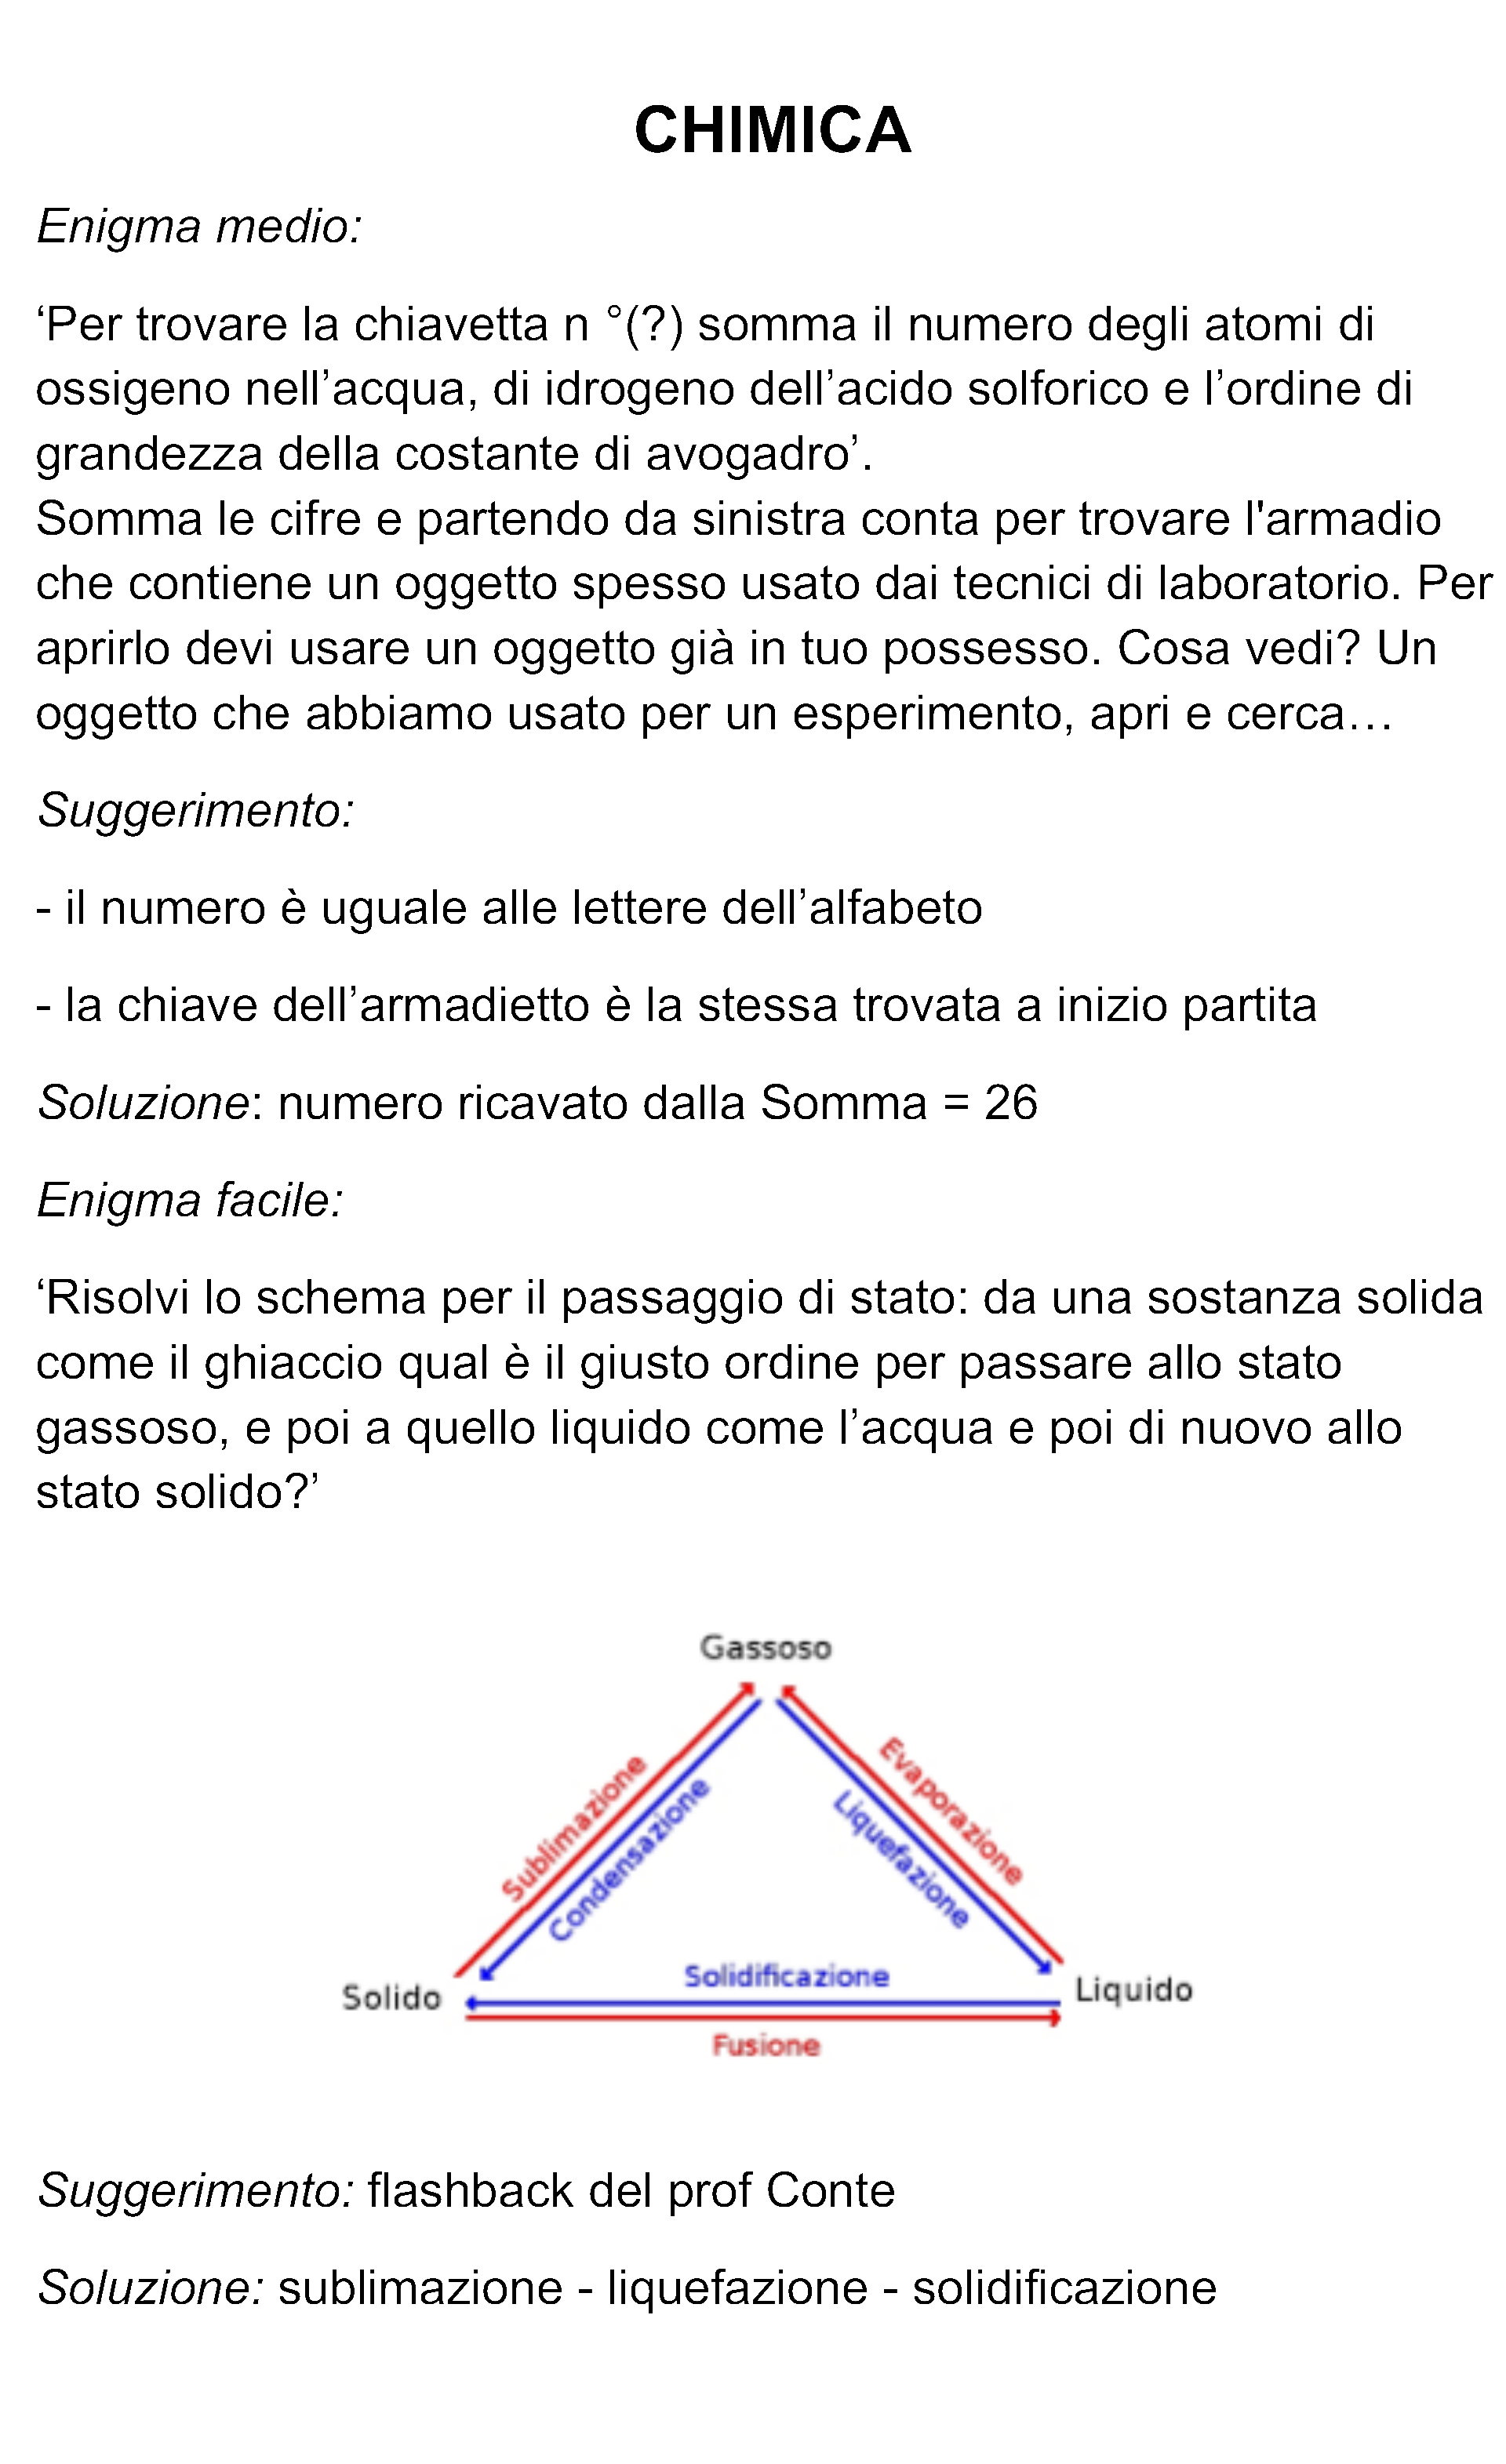 CHIMICA
Enigma medio:
‘Per trovare la chiavetta n °(?) somma il numero degli atomi di
ossigeno nell’acqua, di idrogeno dell’acido solforico e l’ordine di
grandezza della costante di avogadro’.
Somma le cifre e partendo da sinistra conta per trovare l'armadio
che contiene un oggetto spesso usato dai tecnici di laboratorio. Per
aprirlo devi usare un oggetto già in tuo possesso. Cosa vedi? Un
oggetto che abbiamo usato per un esperimento, apri e cerca…
Suggerimento:
- il numero è uguale alle lettere dell’alfabeto
- la chiave dell’armadietto è la stessa trovata a inizio partita
Soluzione: numero ricavato dalla Somma = 26
Enigma facile:
‘Risolvi lo schema per il passaggio di stato: da una sostanza solida
come il ghiaccio qual è il giusto ordine per passare allo stato
gassoso, e poi a quello liquido come l’acqua e poi di nuovo allo
stato solido?’
Gassoso
Sublimazione
Condensazione
Evaporazione
Liquefazione
Solidificazione
Solido
Liquido
Fusione
Suggerimento: flashback del prof Conte
Soluzione: sublimazione - liquefazione - solidificazione